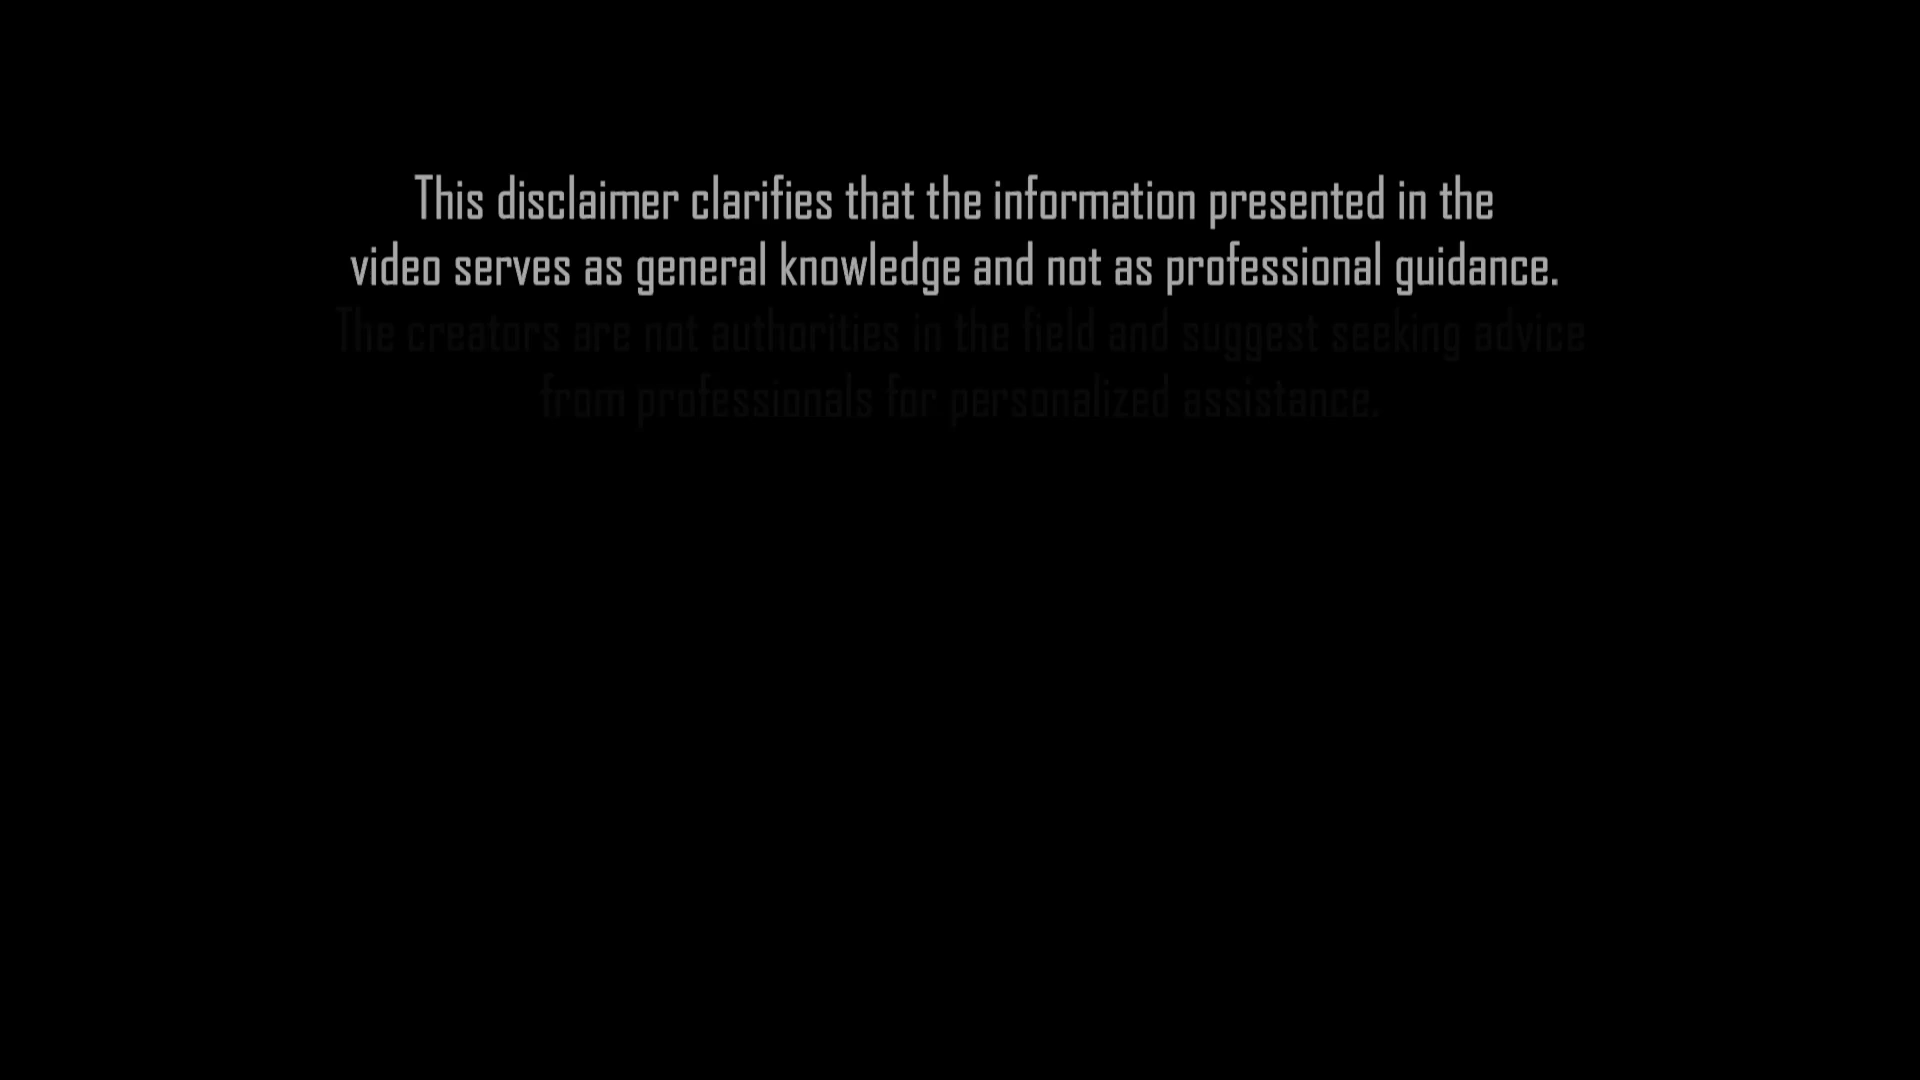 This disclaimer clarifies that the information presented in the
video serves as general knowledge and not as professional guidance.
The creators are not authorities in the field and suggest seeking advice
from professionals for personalized assistance.